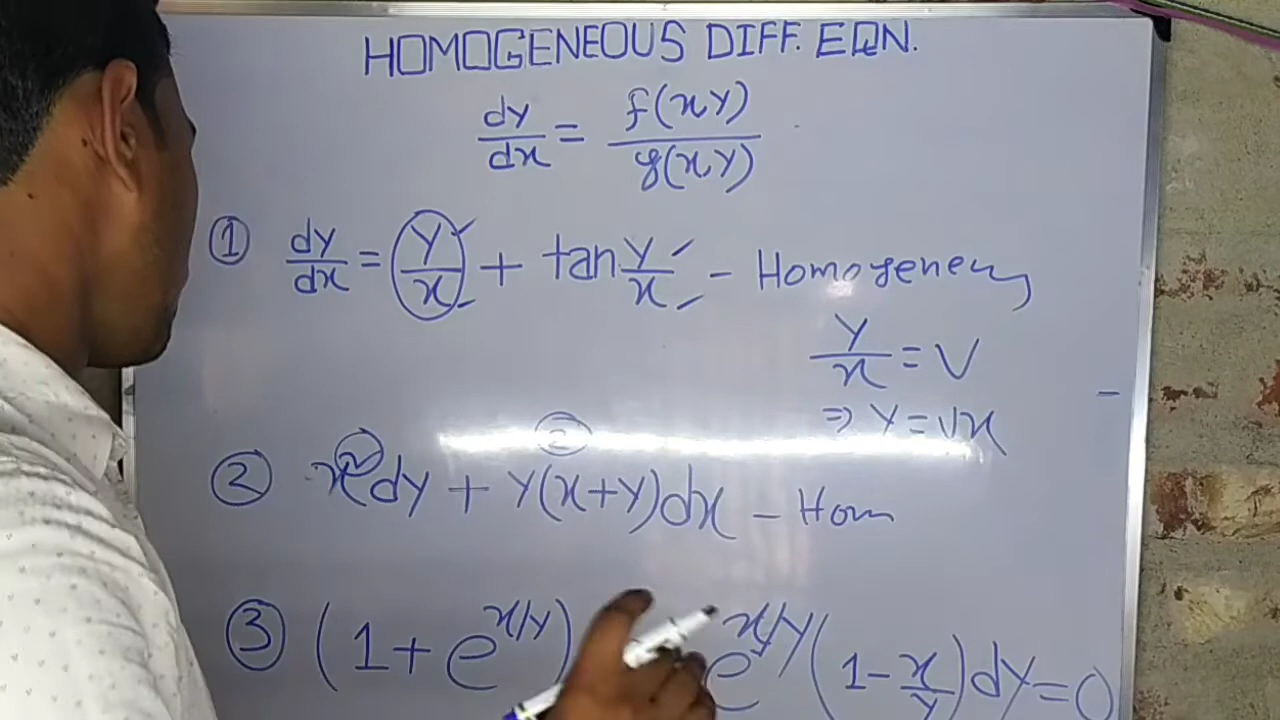 HOMOGENEOUS DIFF. EQN.
dy/dx = f(x,y)/g(x,y)
① dy/dx = y/x + tan y/x - Homogeneous
y/x = v
⇒ y = vx
② x²dy + y(x+y)dx - Hom
2
③ (1+e^x/y) e^x/y (1-x/y)dy=0